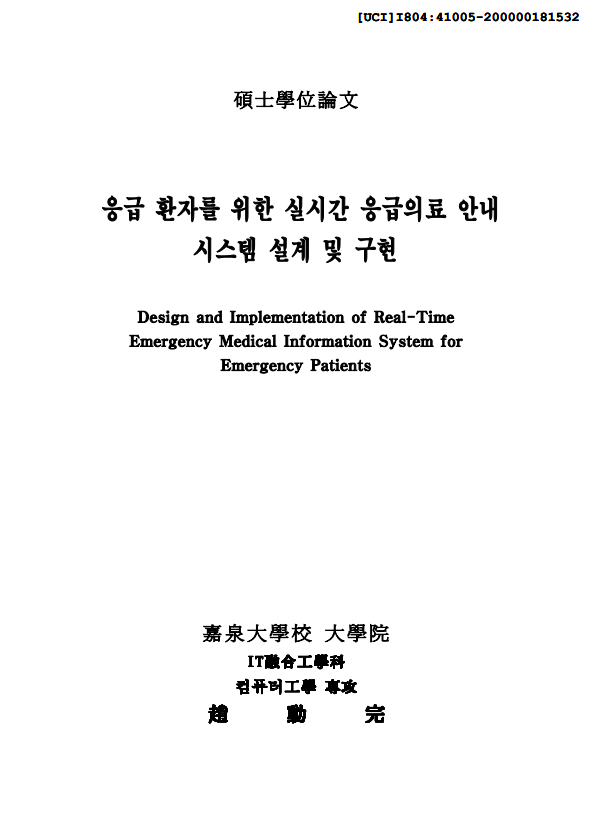 [UCI]I804:41005-200000181532
碩士學位論文
응급 환자를 위한 실시간 응급의료 안내
시스템 설계 및 구현
Design and Implementation of Real-Time
Emergency Medical Information System for
Emergency Patients
嘉泉大學校 大學院
IT融合工學科
컴퓨터工學 專攻
趙 動 完